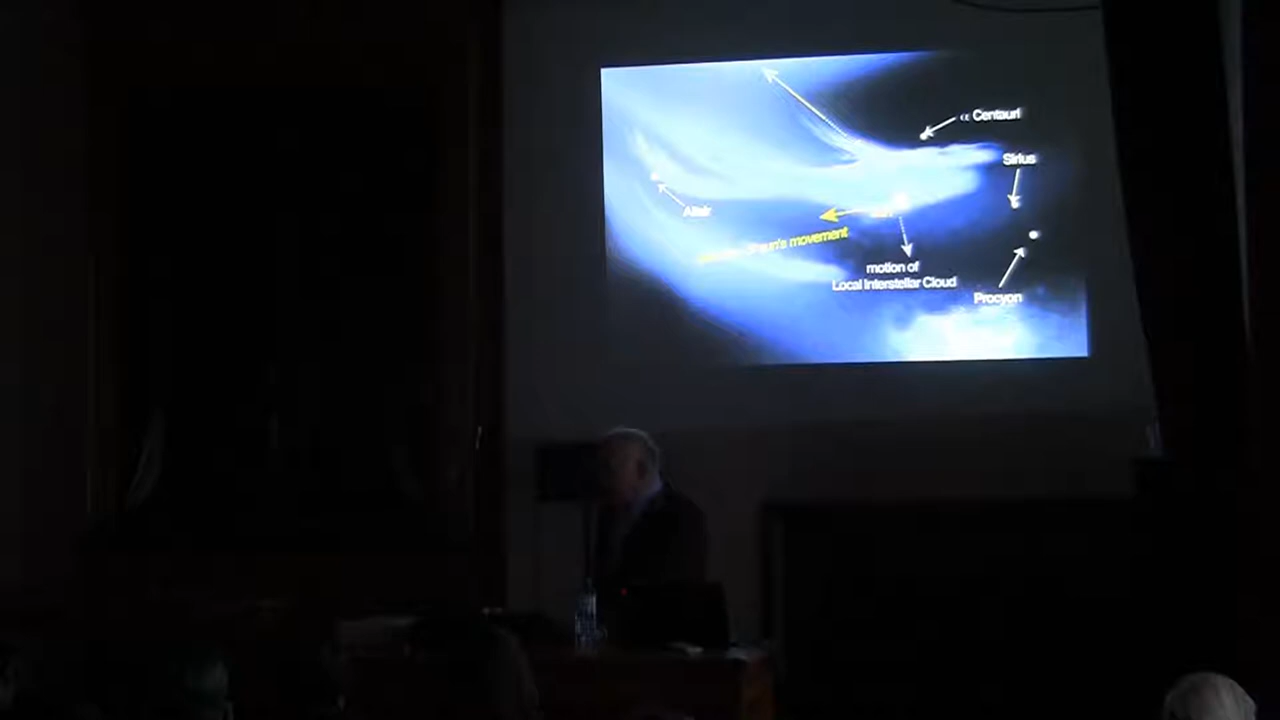 α Centauri
Sirius
Altair
Sun's movement
motion of
Local Interstellar Cloud
Procyon